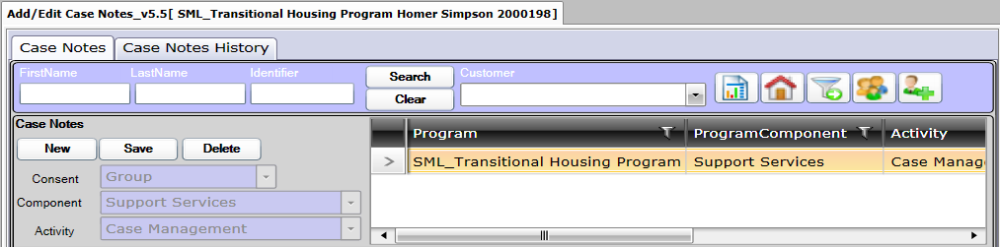 Add/Edit Case Notes_v5.5[ SML_Transitional Housing Program Homer Simpson 2000198]
Case Notes Case Notes History
FirstName LastName Identifier Search Customer
Clear
Case Notes
New Save Delete
Consent Group
Component Support Services
Activity Case Management
Program ProgramComponent Activity
SML_Transitional Housing Program Support Services Case Manag